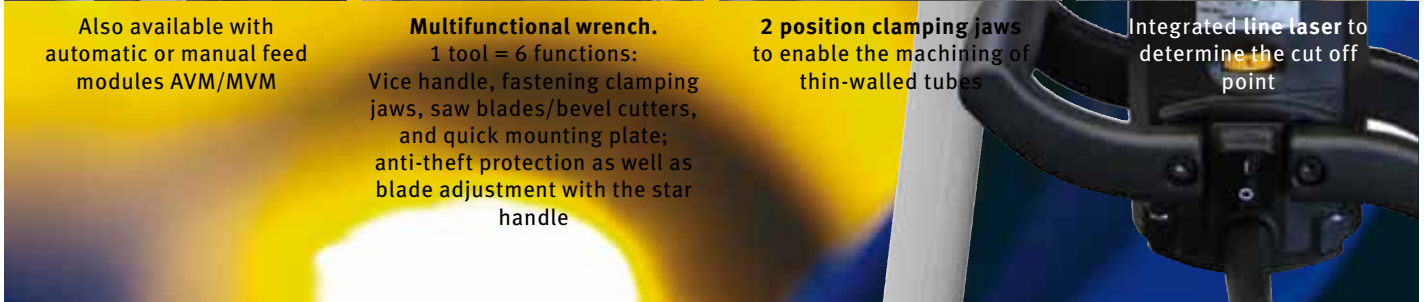 Also available with
automatic or manual feed
modules AVM/MVM
Multifunctional wrench.
1 tool = 6 functions:
Vice handle, fastening clamping
jaws, saw blades/bevel cutters,
and quick mounting plate;
anti-theft protection as well as
blade adjustment with the star
handle
2 position clamping jaws
to enable the machining of
thin-walled tubes
Integrated line laser to
determine the cut off
point